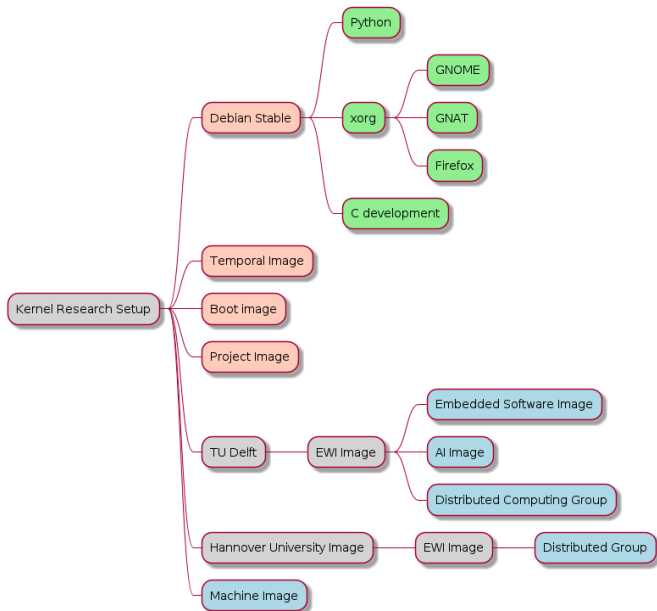 Python
GNOME
Debian Stable
xorg
GNAT
Firefox
C development
Temporal Image
Kernel Research Setup
Boot image
Project Image
Embedded Software Image
TU Delft
EWI Image
AI Image
Distributed Computing Group
Hannover University Image
EWI Image
Distributed Group
Machine Image